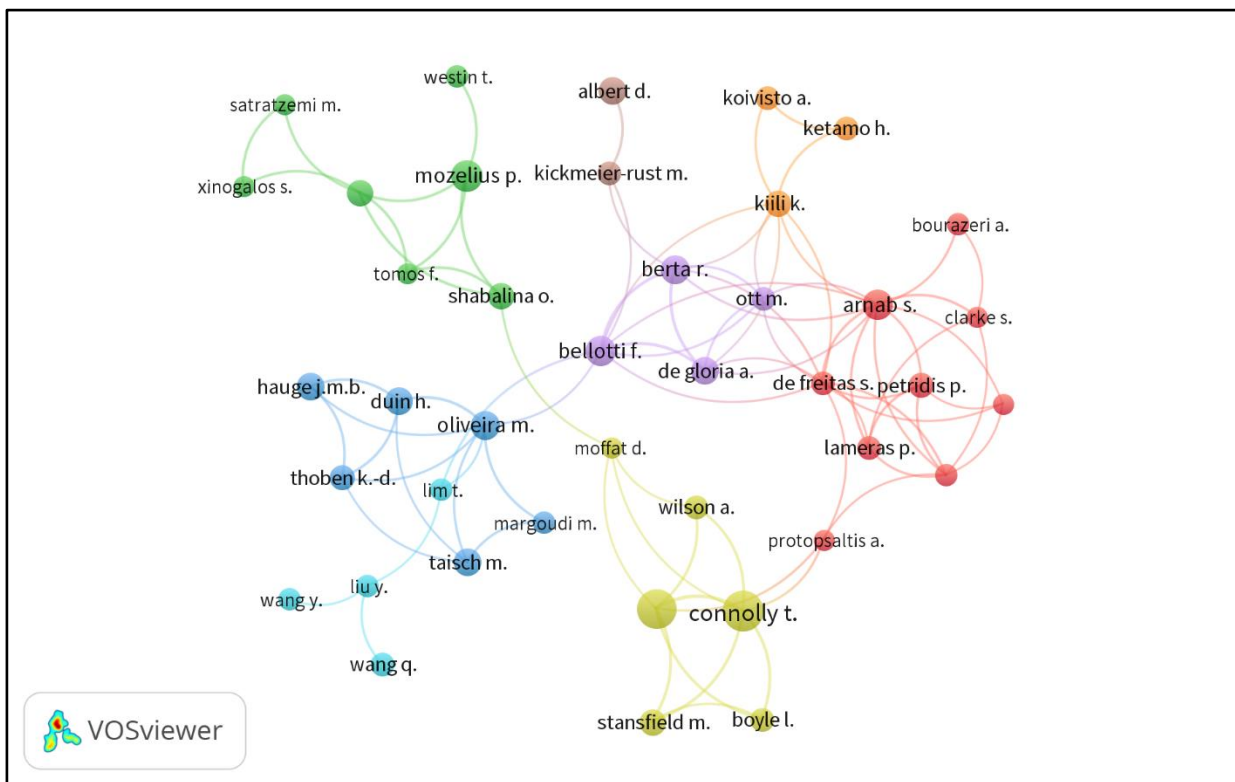 westin t.
albert d.
koivisto a.
satratzemi m.
ketamo h.
mozelius p.
kickmeier-rust m.
xinogalos s.
kiili k.
bourazeri a.
tomos f.
berta r.
shabalina o.
ott m.
arnab s.
clarke s.
bellotti f.
de gloria a.
de freitas s.
petridis p.
hauge j.m.b.
duin h.
oliveira m.
moffat d.
lameras p.
thoben k.-d.
lim t.
wilson a.
margoudi m.
protopsaltis a.
taisch m.
liu y.
wang y.
connolly t.
wang q.
stansfield m.
boyle l.
VOSviewer